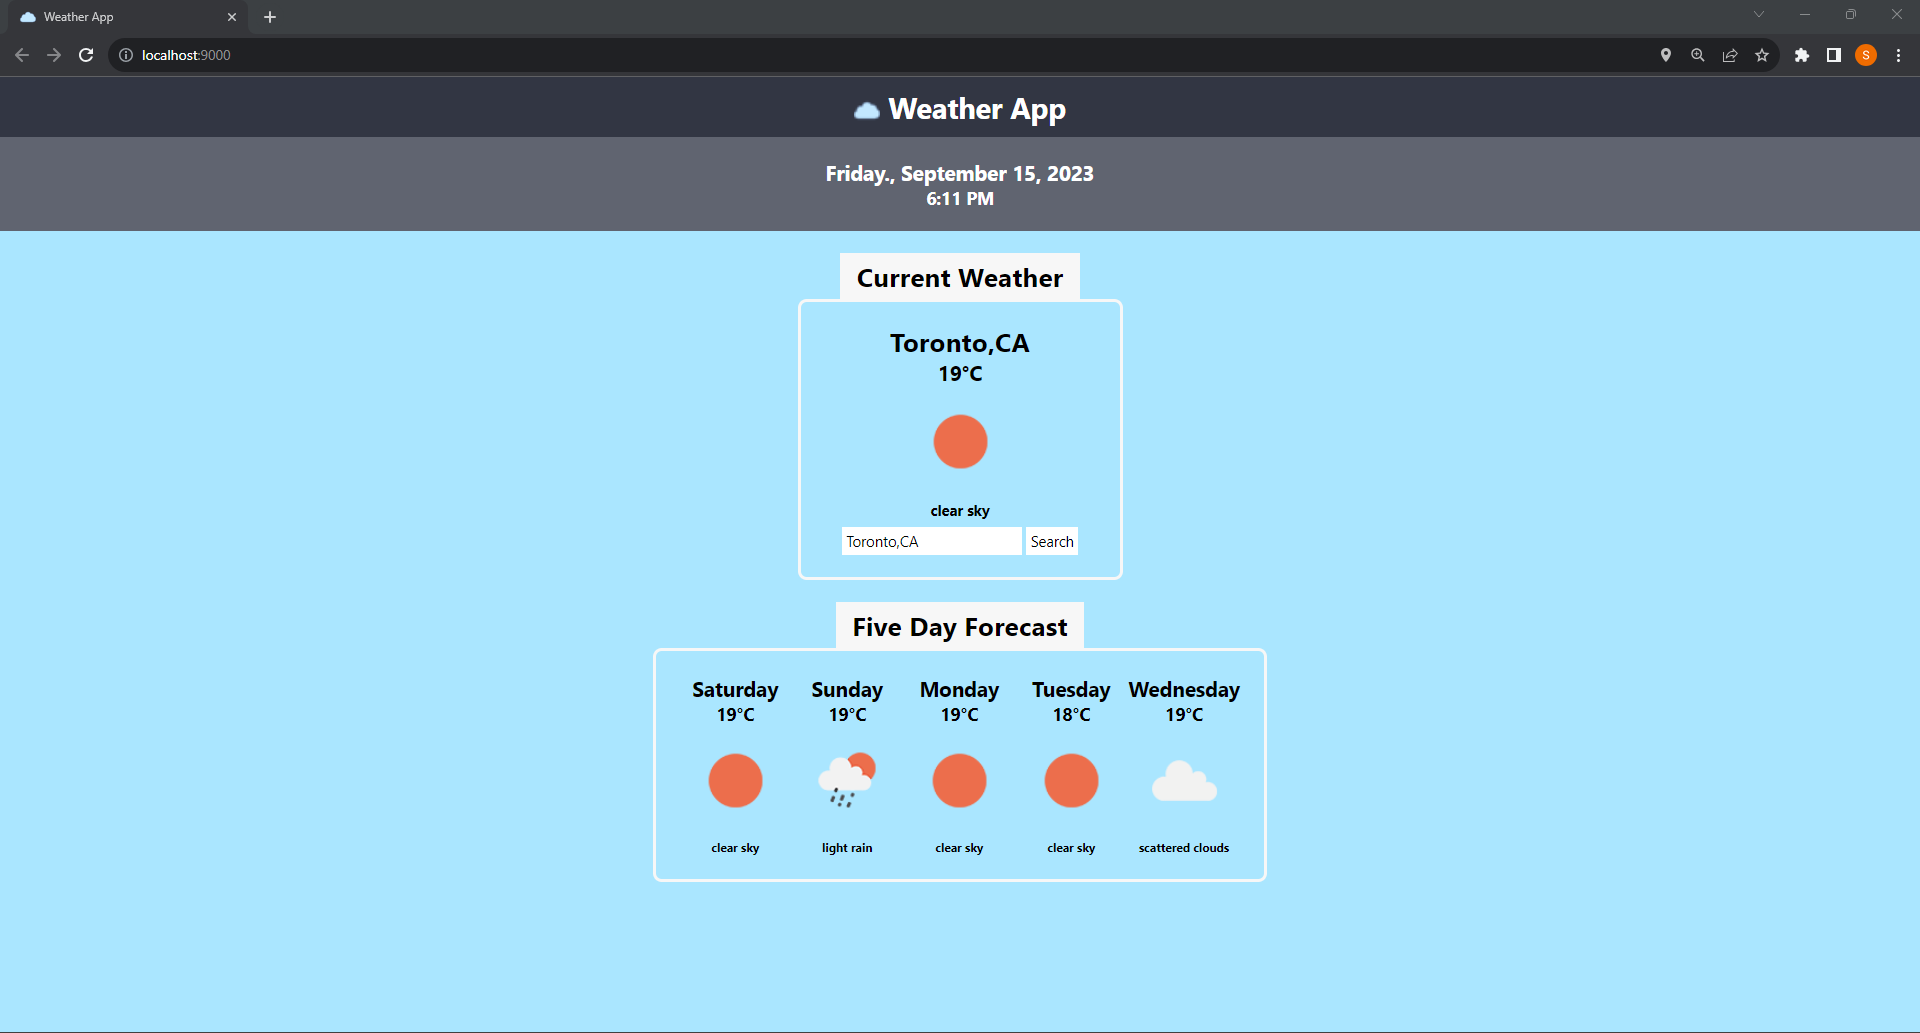 Weather App
localhost:9000
S
Weather App
Friday., September 15, 2023
6:11 PM
Current Weather
Toronto,CA
19°C
clear sky
Toronto,CA Search
Five Day Forecast
Saturday Sunday Monday Tuesday Wednesday
19°C 19°C 19°C 18°C 19°C
clear sky light rain clear sky clear sky scattered clouds